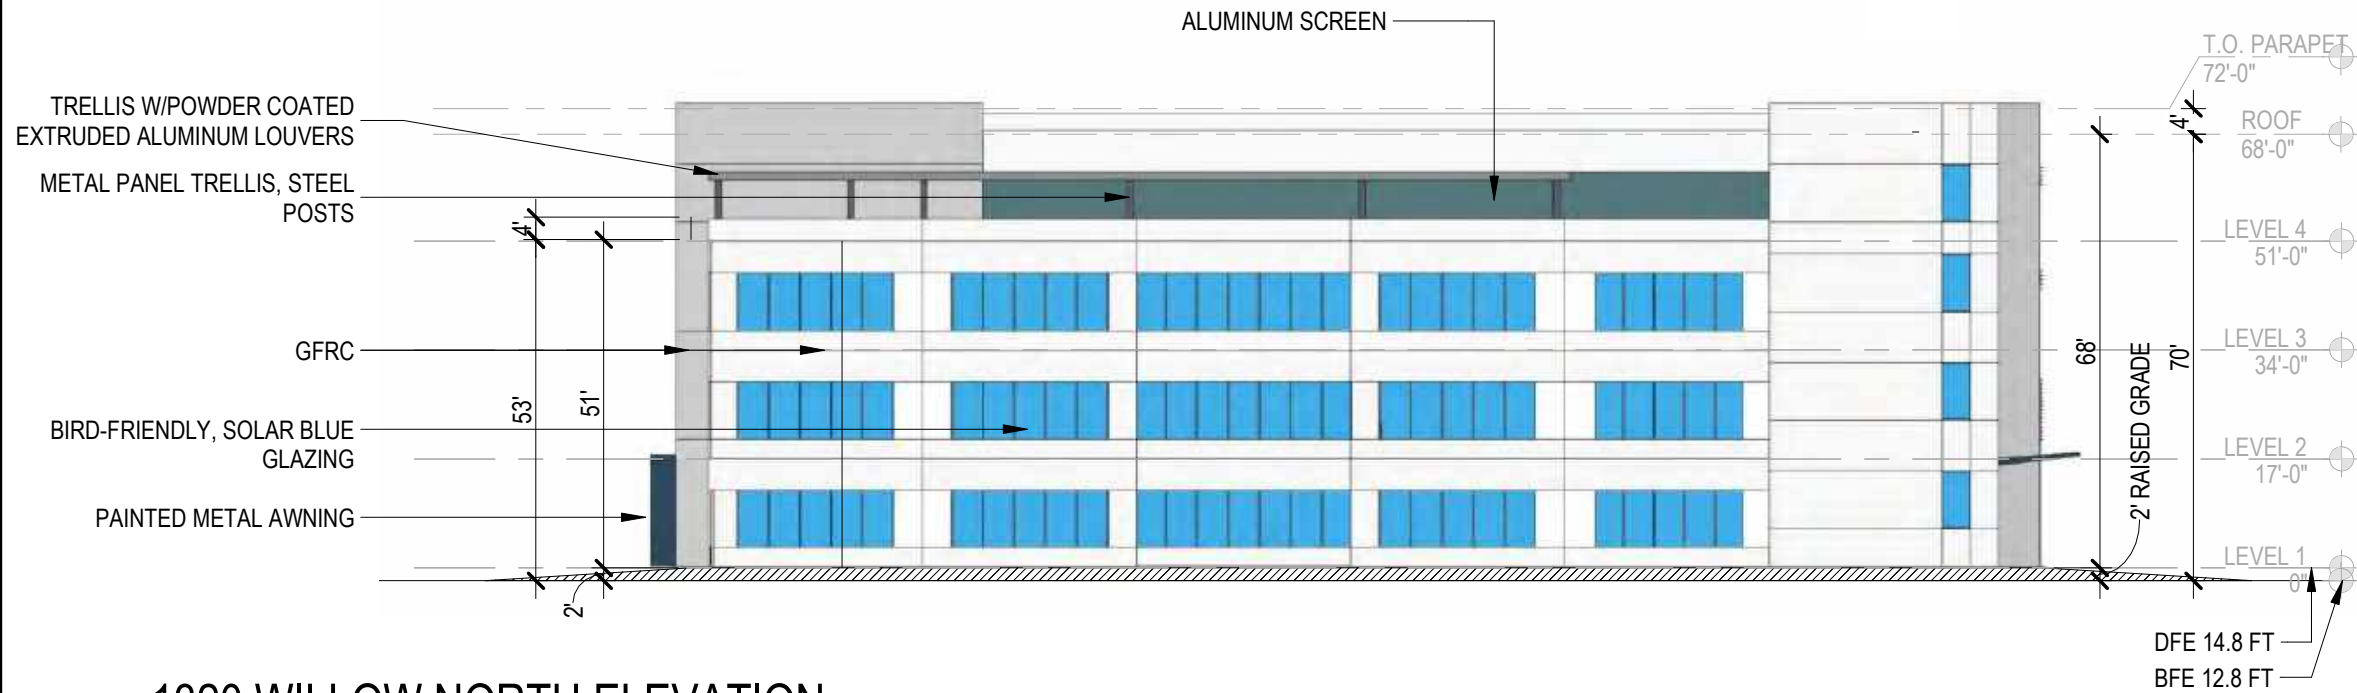 ALUMINUM SCREEN
T.O. PARAPET
72'-0"
TRELLIS W/POWDER COATED
EXTRUDED ALUMINUM LOUVERS
4'
ROOF
68'-0"
METAL PANEL TRELLIS, STEEL
POSTS
4'
LEVEL 4
51'-0"
GFRC
68'
70'
LEVEL 3
34'-0"
53'
51'
BIRD-FRIENDLY, SOLAR BLUE
GLAZING
2' RAISED GRADE
LEVEL 2
17'-0"
PAINTED METAL AWNING
LEVEL 1
0"
2'
DFE 14.8 FT
BFE 12.8 FT
WILLOW NORTH ELEVATION